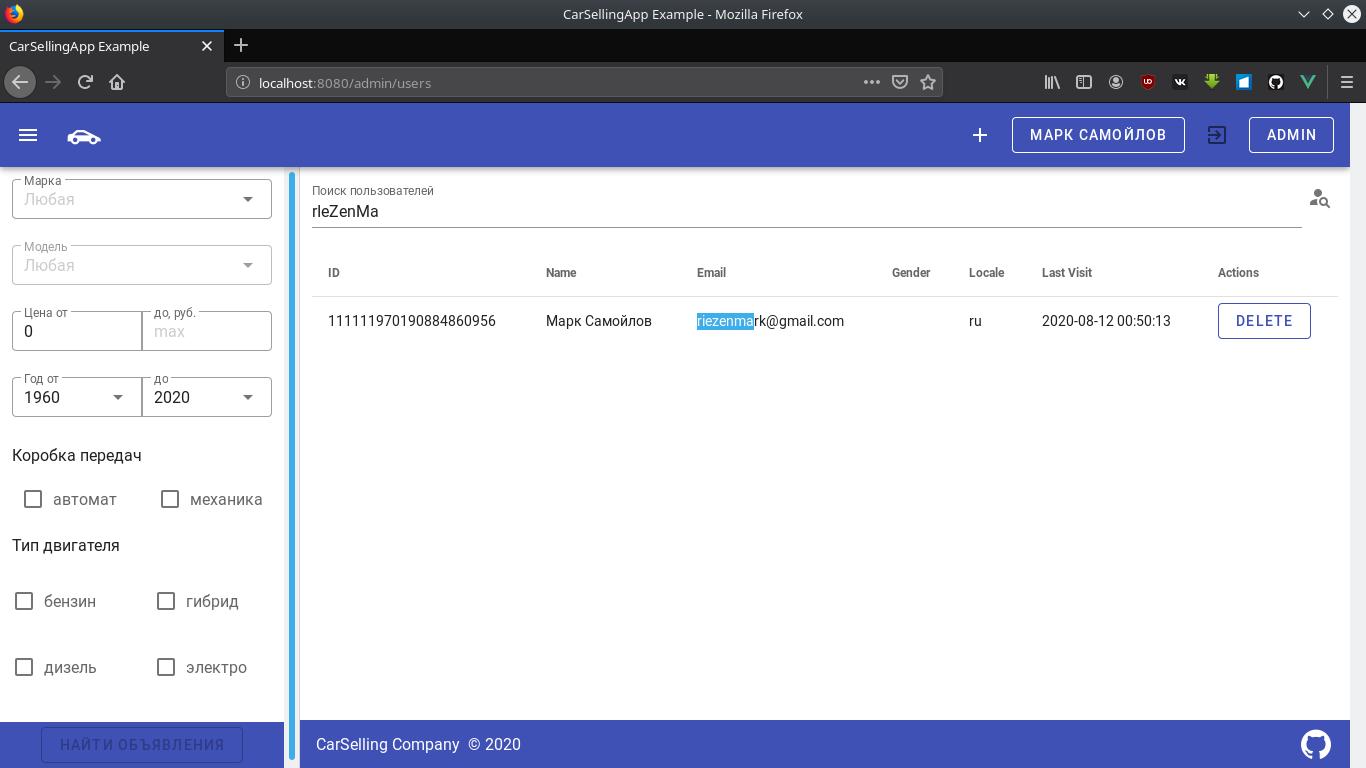 CarSellingApp Example - Mozilla Firefox
CarSellingApp Example
localhost:8080/admin/users
МАРК САМОЙЛОВ
ADMIN
Марка
Любая
Модель
Любая
Цена от
0
до, руб.
max
Год от
1960
до
2020
Коробка передач
автомат
механика
Тип двигателя
бензин
гибрид
дизель
электро
НАЙТИ ОБЪЯВЛЕНИЯ
Поиск пользователей
rIeZenMa
ID Name Email Gender Locale Last Visit Actions
111111970190884860956 Марк Самойлов riezenmark@gmail.com ru 2020-08-12 00:50:13 DELETE
CarSelling Company © 2020